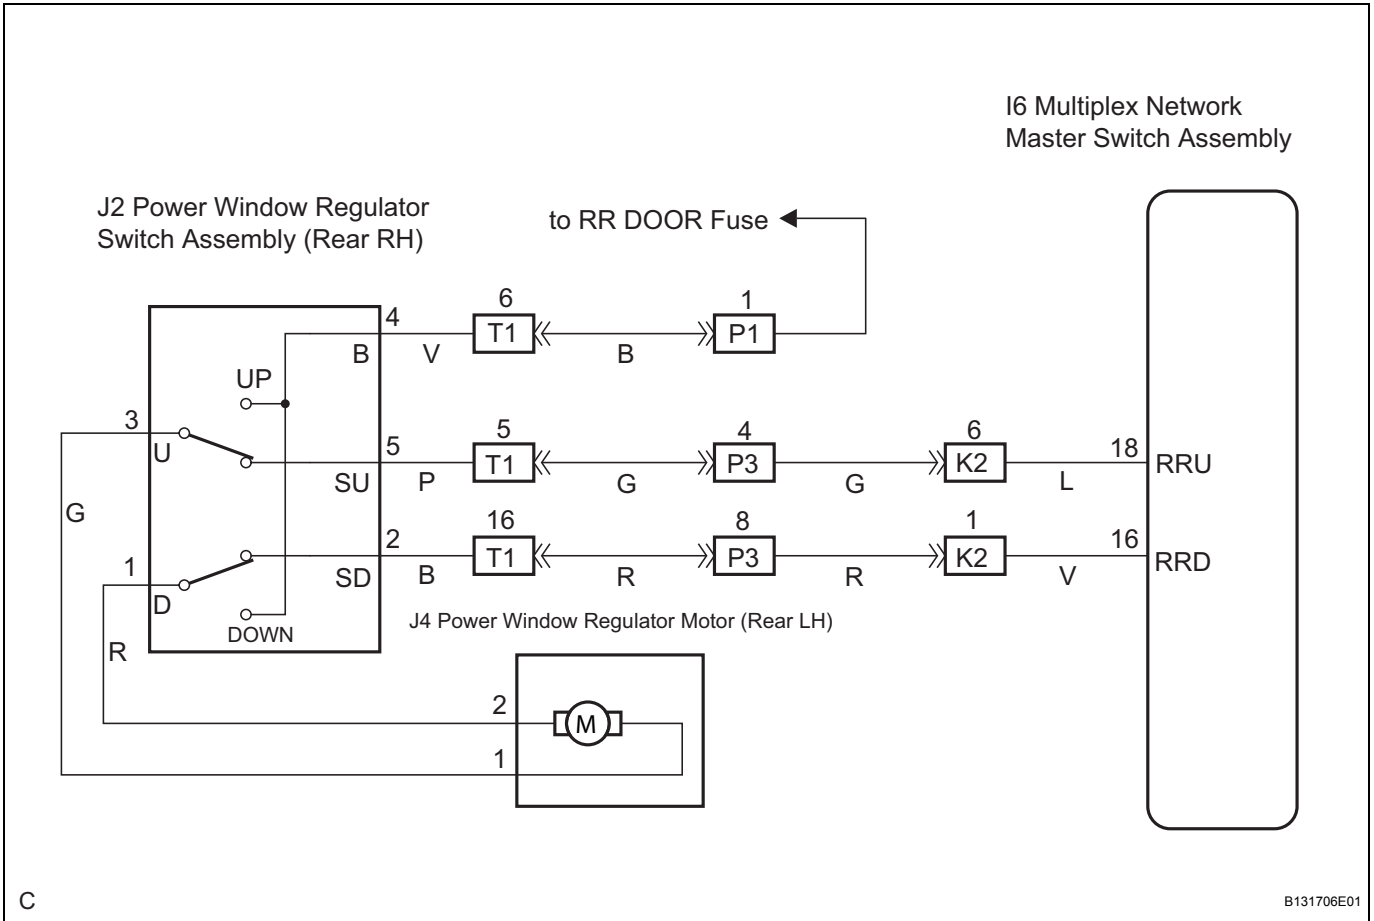 I6 Multiplex Network
Master Switch Assembly
J2 Power Window Regulator
Switch Assembly (Rear RH)
to RR DOOR Fuse
6
1
4
T1
P1
B
V
B
UP
3
5
5
4
6
18
U
T1
P3
K2
RRU
SU
P
G
G
L
G
16
8
1
1
2
16
T1
P3
K2
RRD
D
SD
B
R
R
V
DOWN
J4 Power Window Regulator Motor (Rear LH)
R
2
M
1
C
B131706E01